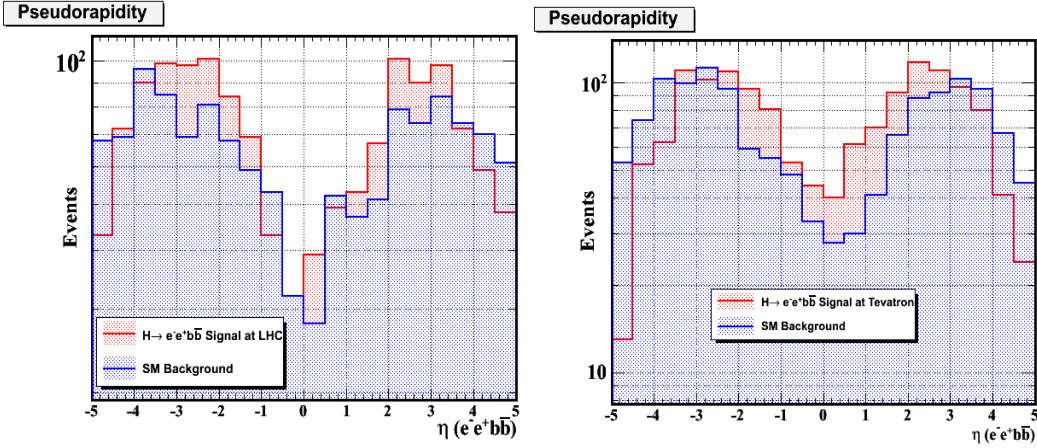 Pseudorapidity
Events
10²
H→ e⁻e⁺bb̅ Signal at LHC
SM Background
-5 -4 -3 -2 -1 0 1 2 3 4 5
η (e⁻e⁺bb̅)
Pseudorapidity
Events
10²
10
H→ e⁻e⁺bb̅ Signal at Tevatron
SM Background
-5 -4 -3 -2 -1 0 1 2 3 4 5
η (e⁻e⁺bb̅)